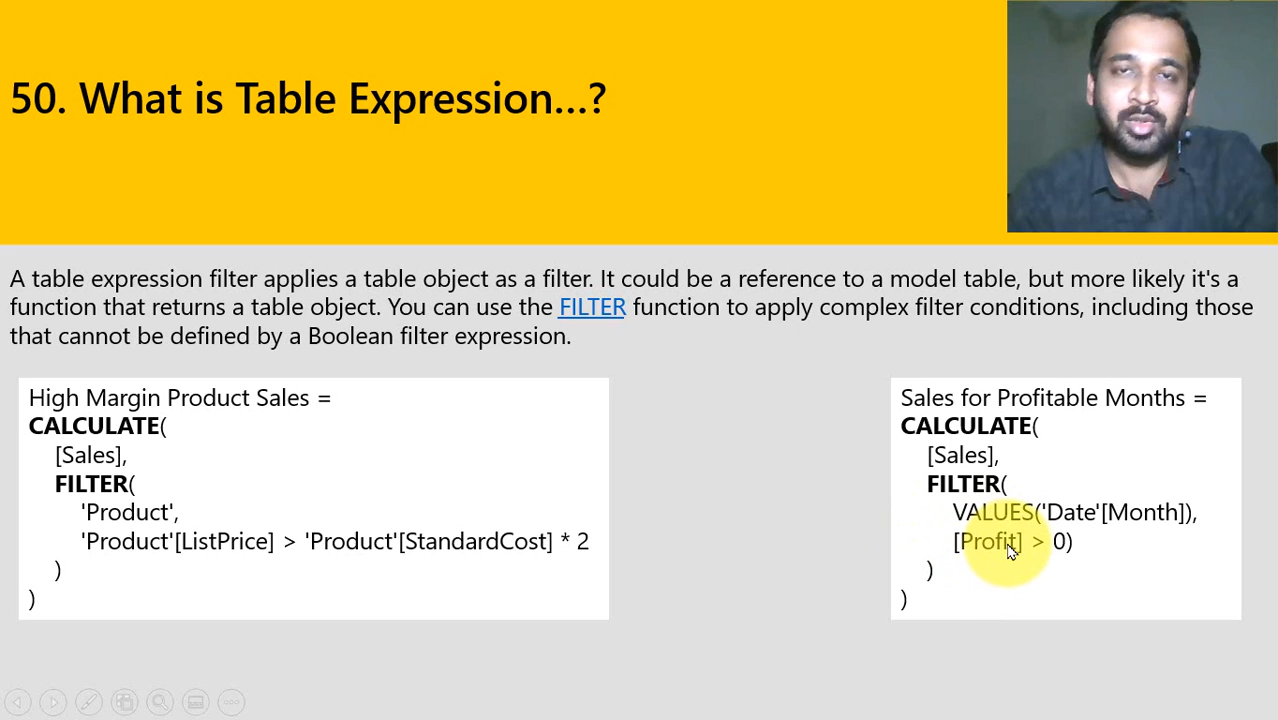 50. What is Table Expression...?
A table expression filter applies a table object as a filter. It could be a reference to a model table, but more likely it's a
function that returns a table object. You can use the FILTER function to apply complex filter conditions, including those
that cannot be defined by a Boolean filter expression.
High Margin Product Sales =
CALCULATE(
[Sales],
FILTER(
'Product',
'Product'[ListPrice] > 'Product'[StandardCost] * 2
)
)
Sales for Profitable Months =
CALCULATE(
[Sales],
FILTER(
VALUES('Date'[Month]),
[Profit] > 0)
)
)